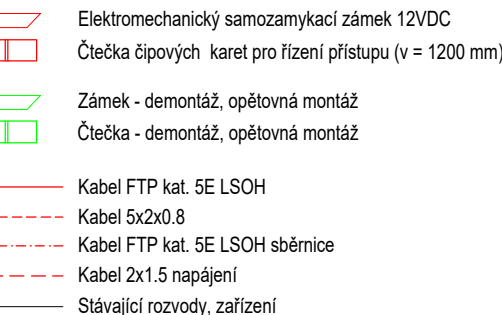 Elektromechanický samozamykací zámek 12VDC
Čtečka čipových karet pro řízení přístupu (v = 1200 mm)
Zámek - demontáž, opětovná montáž
Čtečka - demontáž, opětovná montáž
Kabel FTP kat. 5E LSOH
Kabel 5x2x0.8
Kabel FTP kat. 5E LSOH sběrnice
Kabel 2x1.5 napájení
Stávající rozvody, zařízení